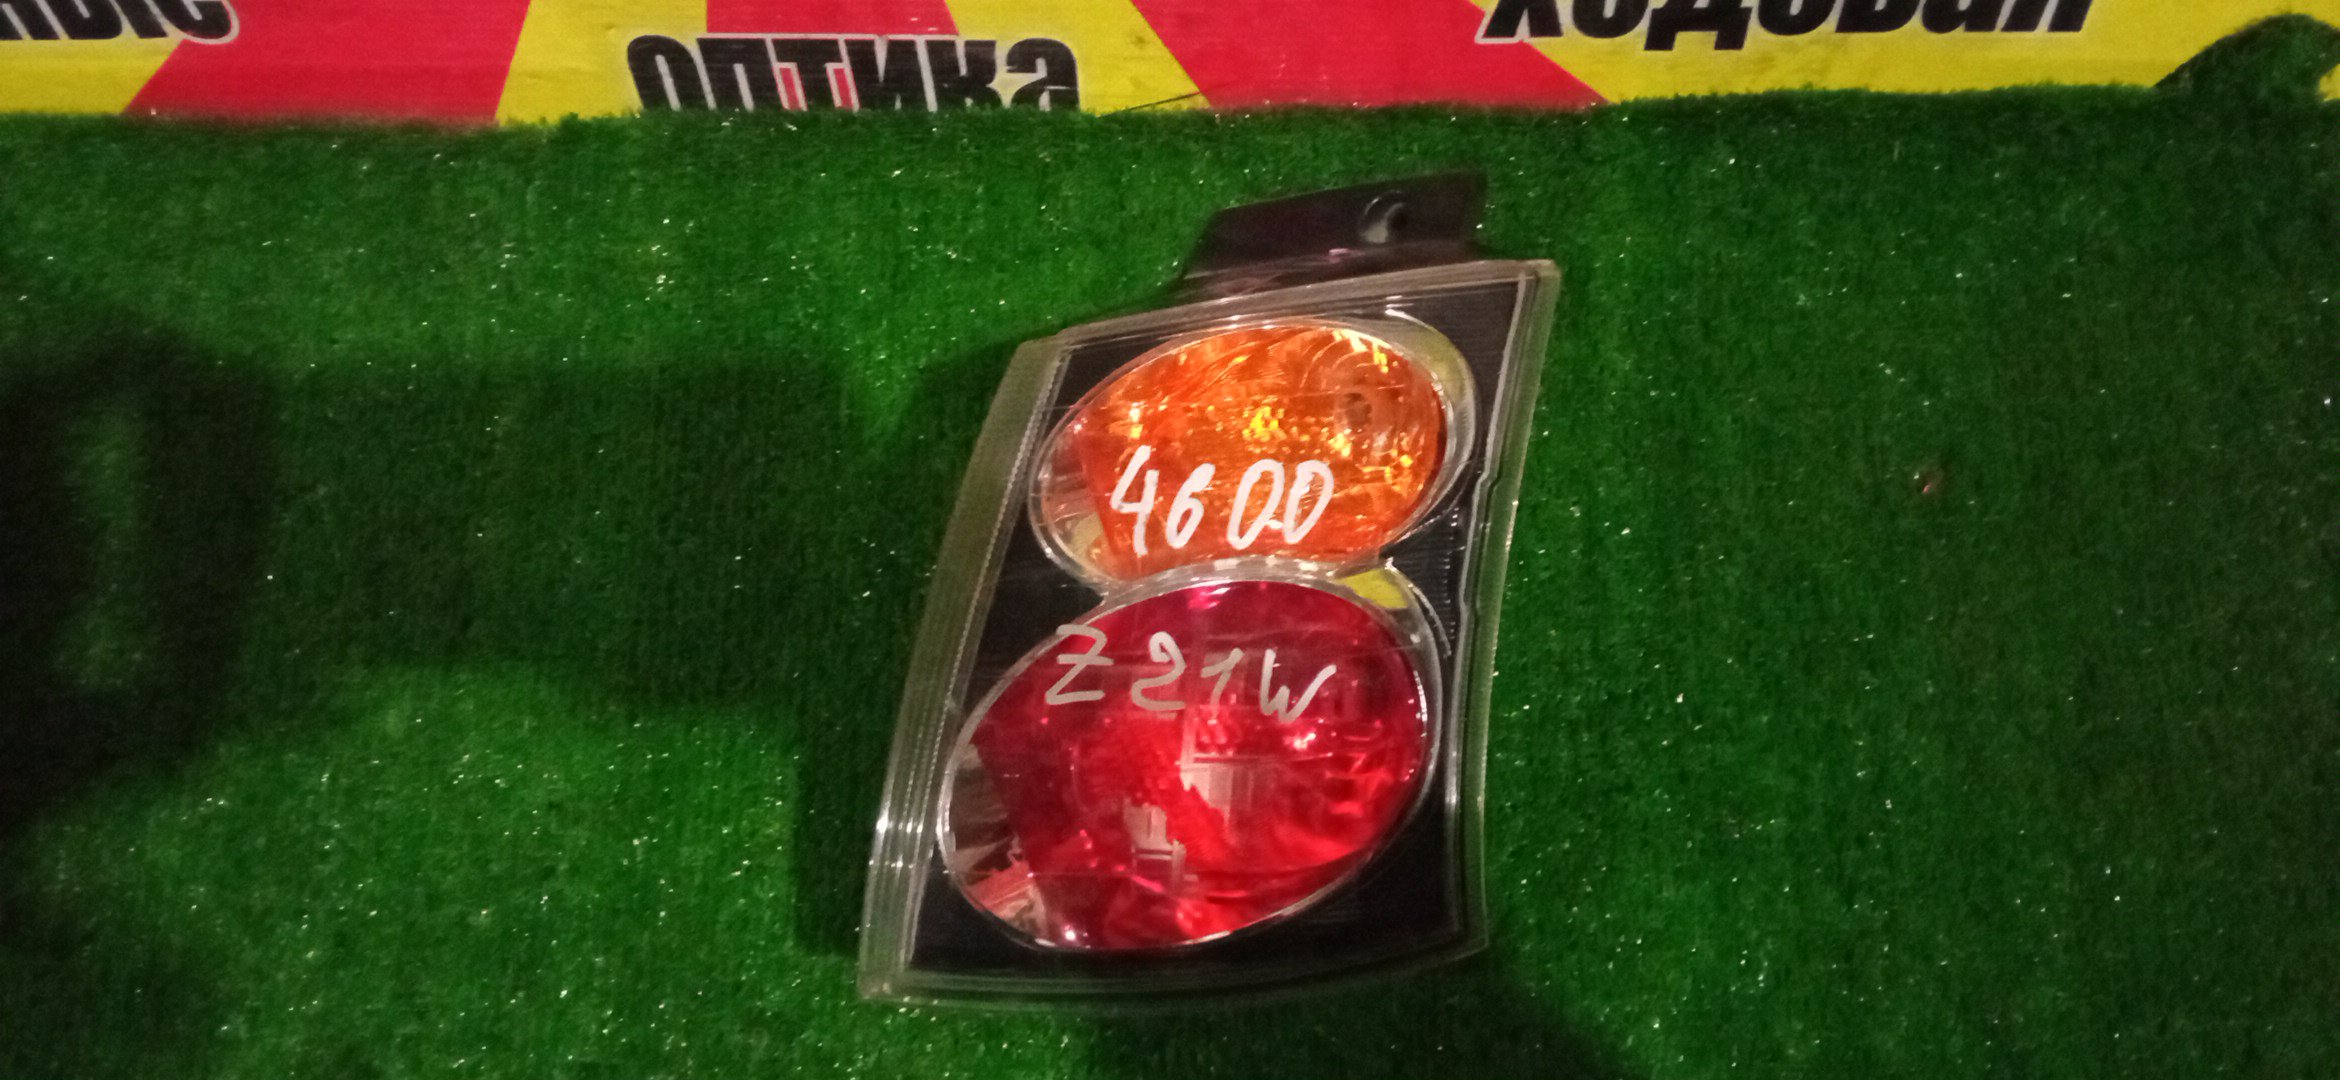 оптика
ходовая
4600
Z21W